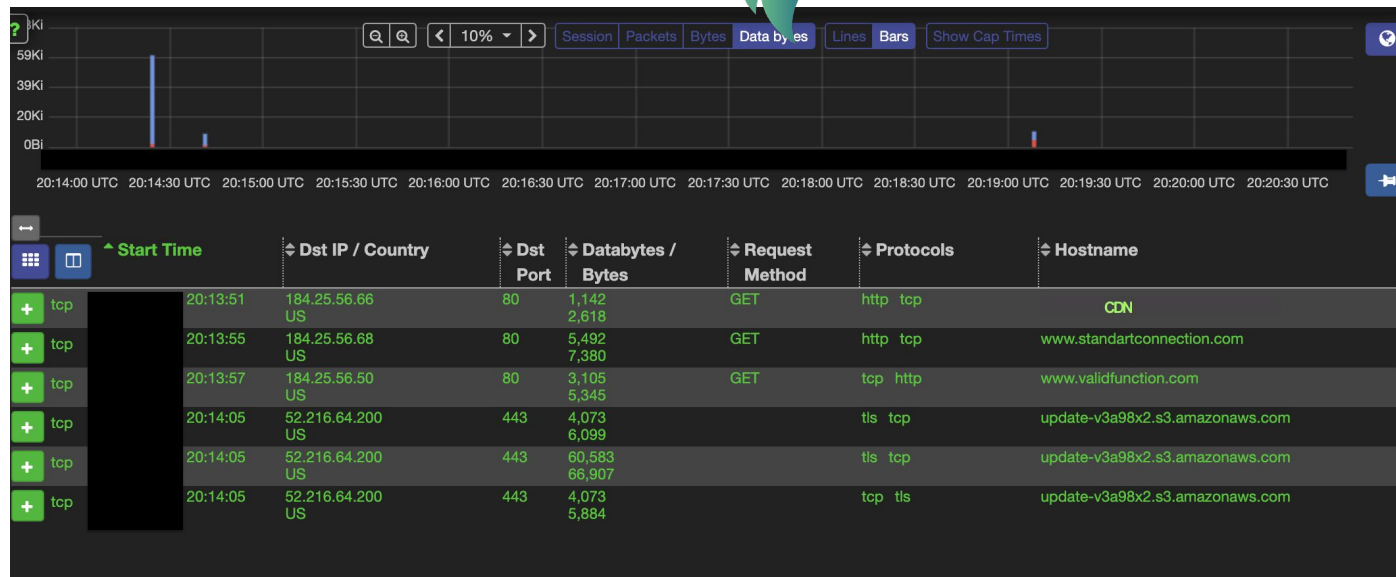 ?
Ki
10%
Session Packets Bytes Data bytes Lines Bars Show Cap Times
59Ki
39Ki
20Ki
0Bi
20:14:00 UTC 20:14:30 UTC 20:15:00 UTC 20:15:30 UTC 20:16:00 UTC 20:16:30 UTC 20:17:00 UTC 20:17:30 UTC 20:18:00 UTC 20:18:30 UTC 20:19:00 UTC 20:19:30 UTC 20:20:00 UTC 20:20:30 UTC
Start Time Dst IP / Country Dst Databytes / Request Protocols Hostname
Port Bytes Method
+ tcp 20:13:51 184.25.56.66 80 1,142 GET http tcp CDN
US 2,618
+ tcp 20:13:55 184.25.56.68 80 5,492 GET http tcp www.standartconnection.com
US 7,380
+ tcp 20:13:57 184.25.56.50 80 3,105 GET tcp http www.validfunction.com
US 5,345
+ tcp 20:14:05 52.216.64.200 443 4,073 tls tcp update-v3a98x2.s3.amazonaws.com
US 6,099
+ tcp 20:14:05 52.216.64.200 443 60,583 tls tcp update-v3a98x2.s3.amazonaws.com
US 66,907
+ tcp 20:14:05 52.216.64.200 443 4,073 tcp tls update-v3a98x2.s3.amazonaws.com
US 5,884